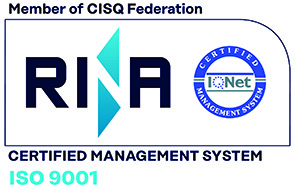 Member of CISQ Federation
RINA
CERTIFIED
IQNet
MANAGEMENT SYSTEM
CERTIFIED MANAGEMENT SYSTEM
ISO 9001